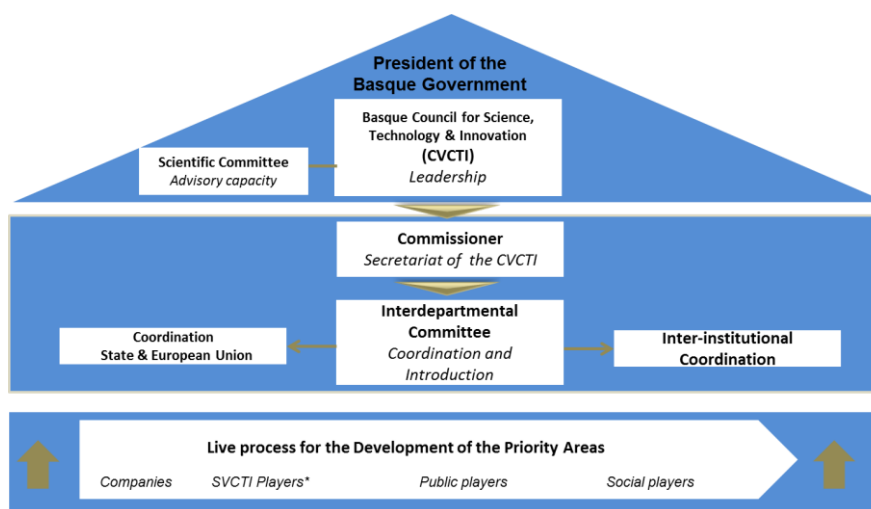 President of the
Basque Government
Basque Council for Science,
Technology & Innovation
(CVCTI)
Leadership
Scientific Committee
Advisory capacity
Commissioner
Secretariat of the CVCTI
Interdepartmental
Committee
Coordination and
Introduction
Coordination
State & European Union
Inter-institutional
Coordination
Live process for the Development of the Priority Areas
Companies SVCTI Players* Public players Social players